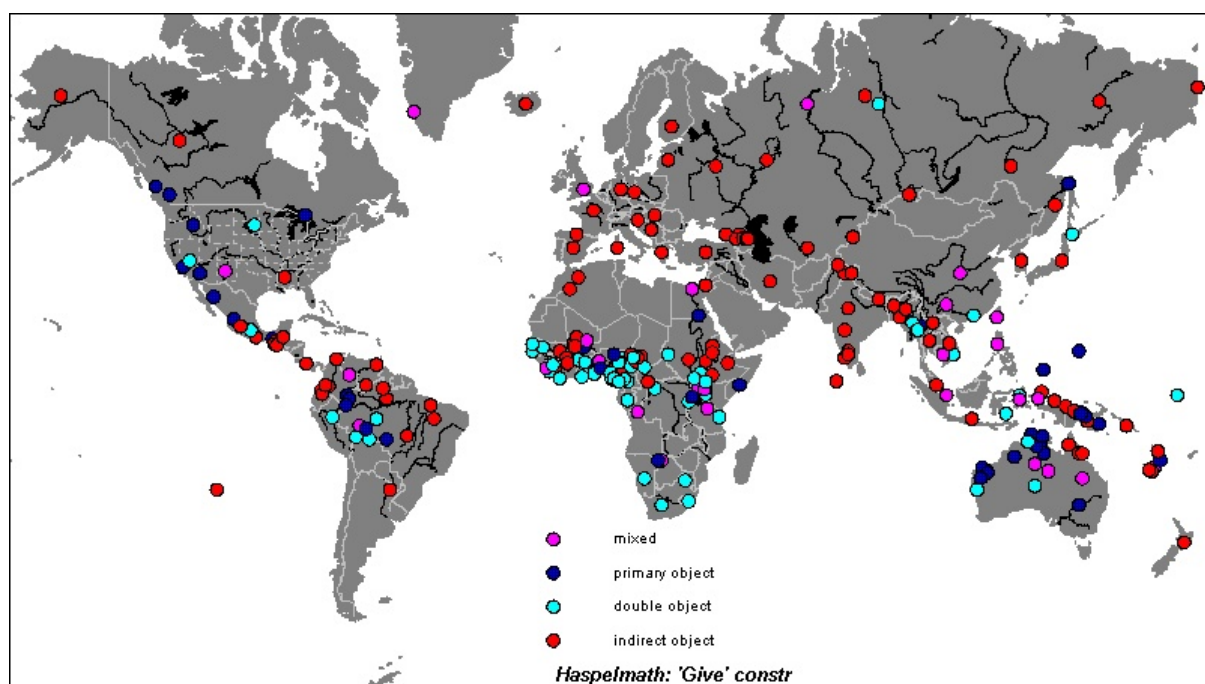 mixed
primary object
double object
indirect object
Haspelmath: 'Give' constr